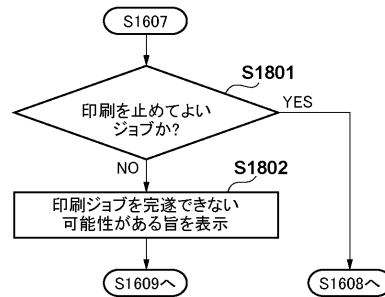 S1607
S1801
印刷を止めてよい
ジョブか?
YES
NO
S1802
印刷ジョブを完遂できない
可能性がある旨を表示
S1609へ
S1608へ